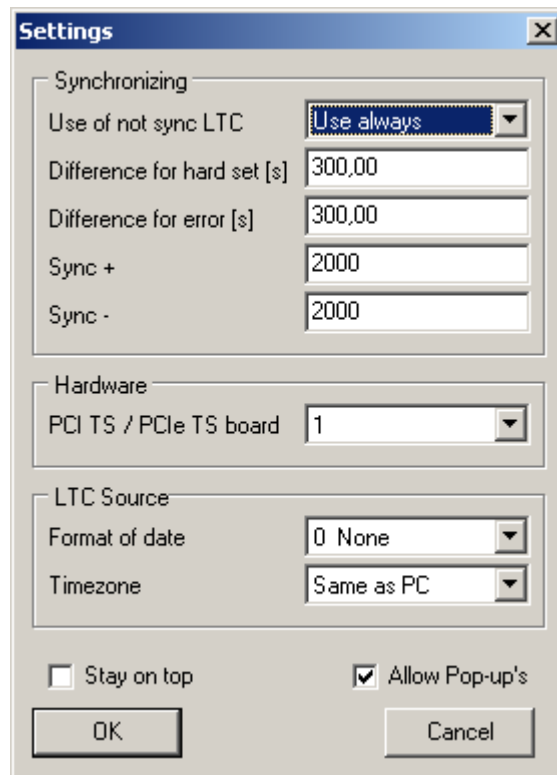 Settings
Synchronizing
Use of not sync LTC Use always
Difference for hard set [s] 300,00
Difference for error [s] 300,00
Sync + 2000
Sync - 2000
Hardware
PCI TS / PCIe TS board 1
LTC Source
Format of date 0 None
Timezone Same as PC
Stay on top Allow Pop-up's
OK Cancel